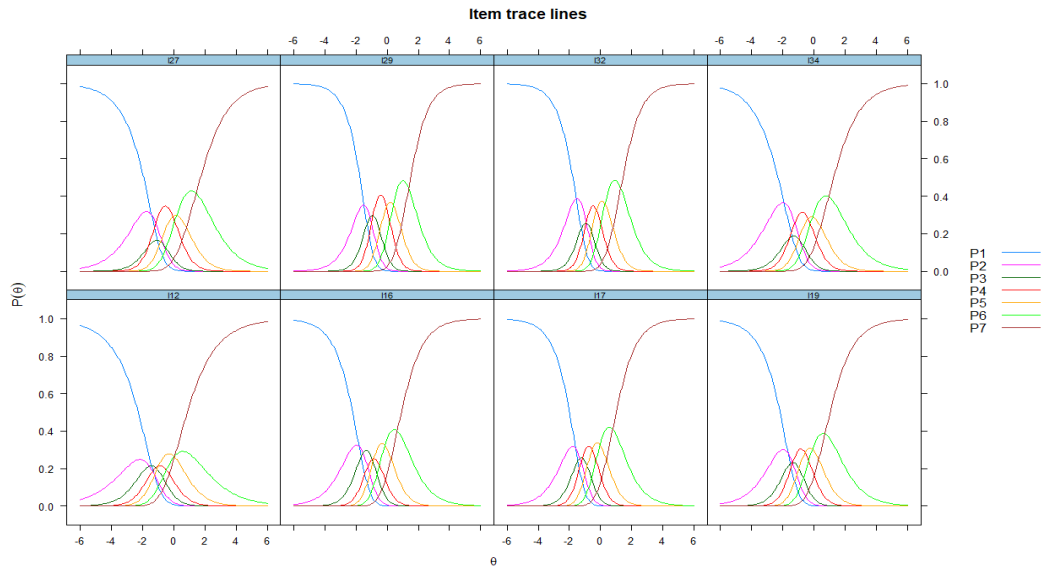 Item trace lines
-6 -4 -2 0 2 4 6 -6 -4 -2 0 2 4 6
I27 I29 I32 I34
1.0
0.8
0.6
0.4
0.2
0.0
I12 I16 I17 I19
1.0
0.8
0.6
0.4
0.2
0.0
-6 -4 -2 0 2 4 6 -6 -4 -2 0 2 4 6
P(θ)
θ
P1
P2
P3
P4
P5
P6
P7